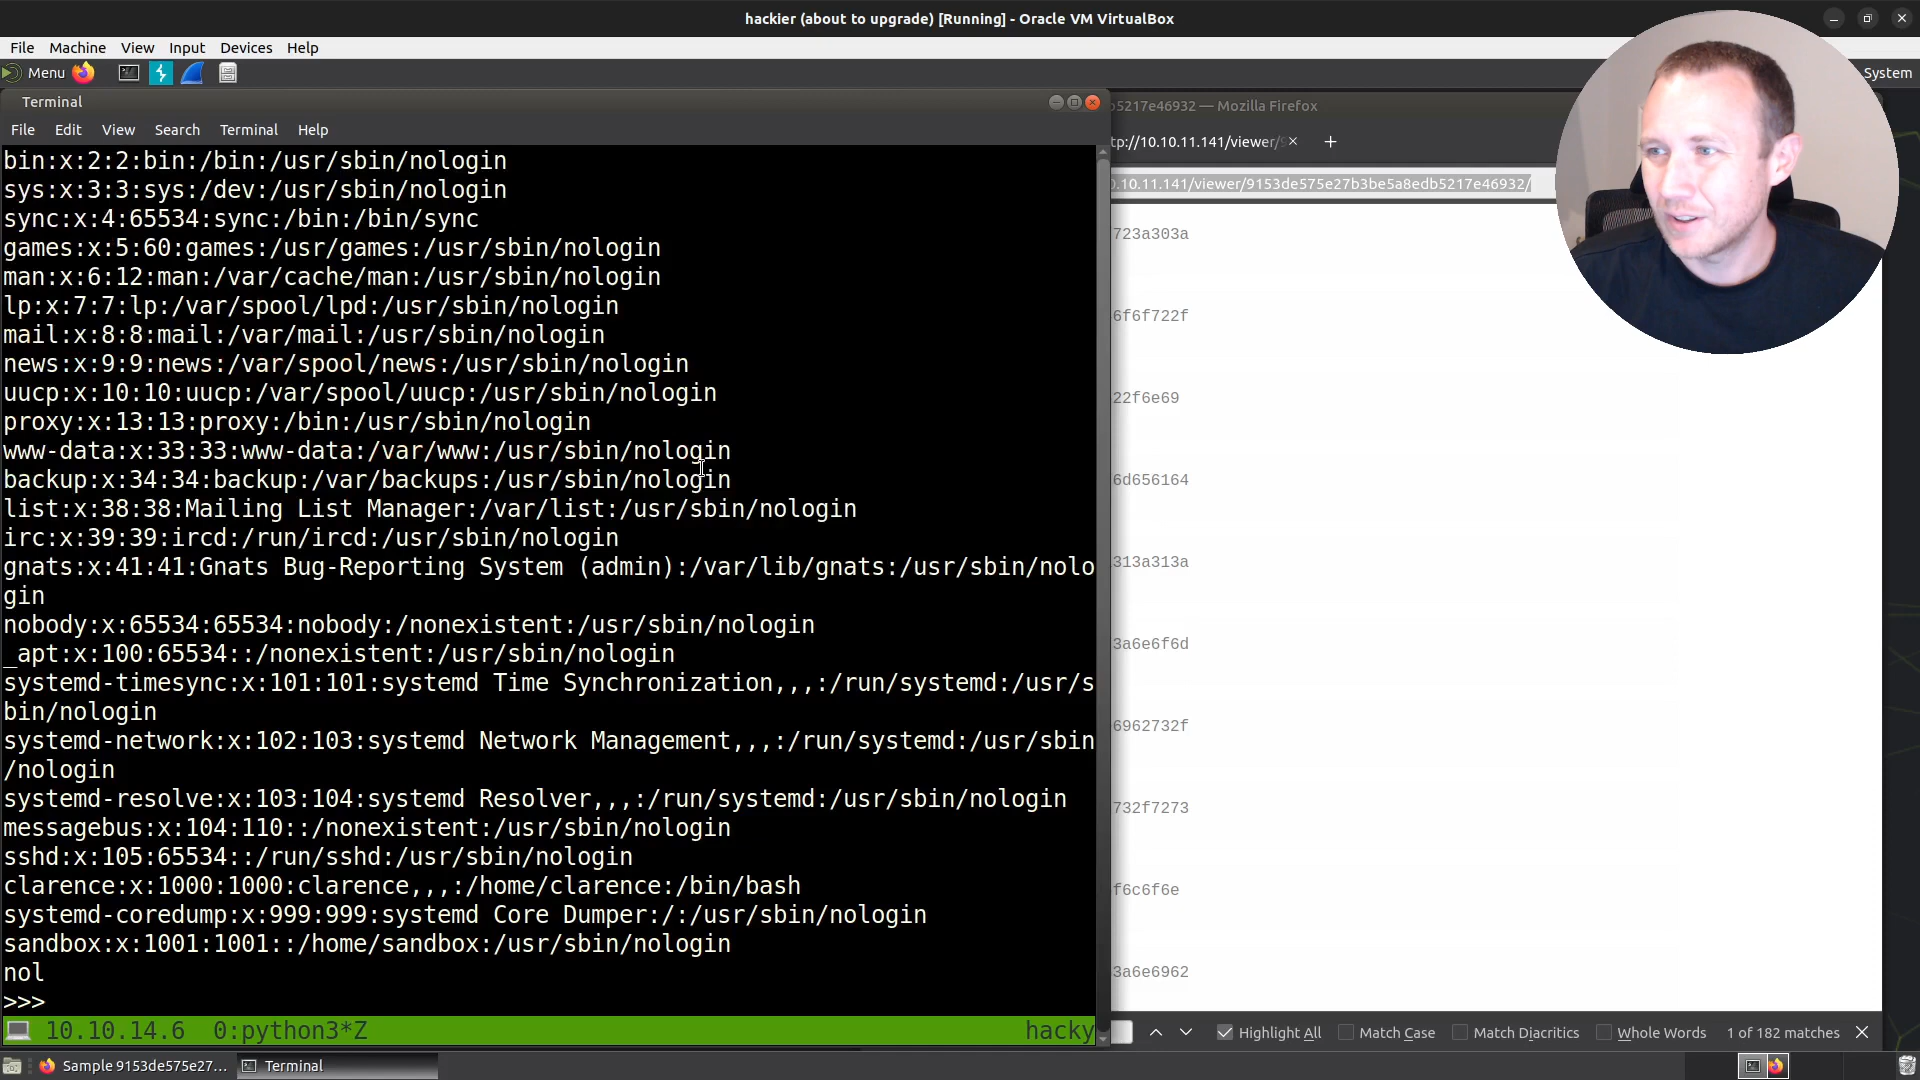 hackier (about to upgrade) [Running] - Oracle VM VirtualBox
File Machine View Input Devices Help
Menu
System
Terminal
b5217e46932 — Mozilla Firefox
File Edit View Search Terminal Help
tp://10.10.11.141/viewer/9
0.10.11.141/viewer/9153de575e27b3be5a8edb5217e46932/
bin:x:2:2:bin:/bin:/usr/sbin/nologin
sys:x:3:3:sys:/dev:/usr/sbin/nologin
sync:x:4:65534:sync:/bin:/bin/sync
games:x:5:60:games:/usr/games:/usr/sbin/nologin
man:x:6:12:man:/var/cache/man:/usr/sbin/nologin
lp:x:7:7:lp:/var/spool/lpd:/usr/sbin/nologin
mail:x:8:8:mail:/var/mail:/usr/sbin/nologin
news:x:9:9:news:/var/spool/news:/usr/sbin/nologin
uucp:x:10:10:uucp:/var/spool/uucp:/usr/sbin/nologin
proxy:x:13:13:proxy:/bin:/usr/sbin/nologin
www-data:x:33:33:www-data:/var/www:/usr/sbin/nologin
backup:x:34:34:backup:/var/backups:/usr/sbin/nologin
list:x:38:38:Mailing List Manager:/var/list:/usr/sbin/nologin
irc:x:39:39:ircd:/run/ircd:/usr/sbin/nologin
gnats:x:41:41:Gnats Bug-Reporting System (admin):/var/lib/gnats:/usr/sbin/nolo
gin
nobody:x:65534:65534:nobody:/nonexistent:/usr/sbin/nologin
_apt:x:100:65534::/nonexistent:/usr/sbin/nologin
systemd-timesync:x:101:101:systemd Time Synchronization,,,:/run/systemd:/usr/s
bin/nologin
systemd-network:x:102:103:systemd Network Management,,,:/run/systemd:/usr/sbin
/nologin
systemd-resolve:x:103:104:systemd Resolver,,,:/run/systemd:/usr/sbin/nologin
messagebus:x:104:110::/nonexistent:/usr/sbin/nologin
sshd:x:105:65534::/run/sshd:/usr/sbin/nologin
clarence:x:1000:1000:clarence,,,:/home/clarence:/bin/bash
systemd-coredump:x:999:999:systemd Core Dumper:/:/usr/sbin/nologin
sandbox:x:1001:1001::/home/sandbox:/usr/sbin/nologin
nol
>>>
10.10.14.6 0:python3*Z hacky
723a303a
6f6f722f
22f6e69
6d656164
313a313a
3a6e6f6d
6962732f
732f7273
f6c6f6e
3a6e6962
Highlight All Match Case Match Diacritics Whole Words 1 of 182 matches
Sample 9153de575e27... Terminal